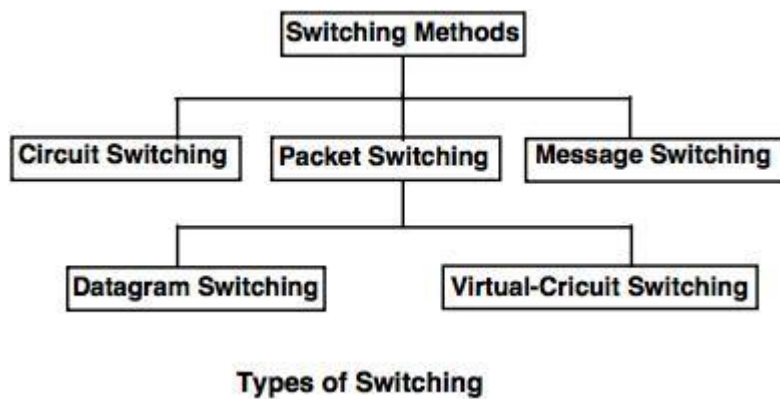 Switching Methods
Circuit Switching
Packet Switching
Message Switching
Datagram Switching
Virtual-Cricuit Switching
Types of Switching